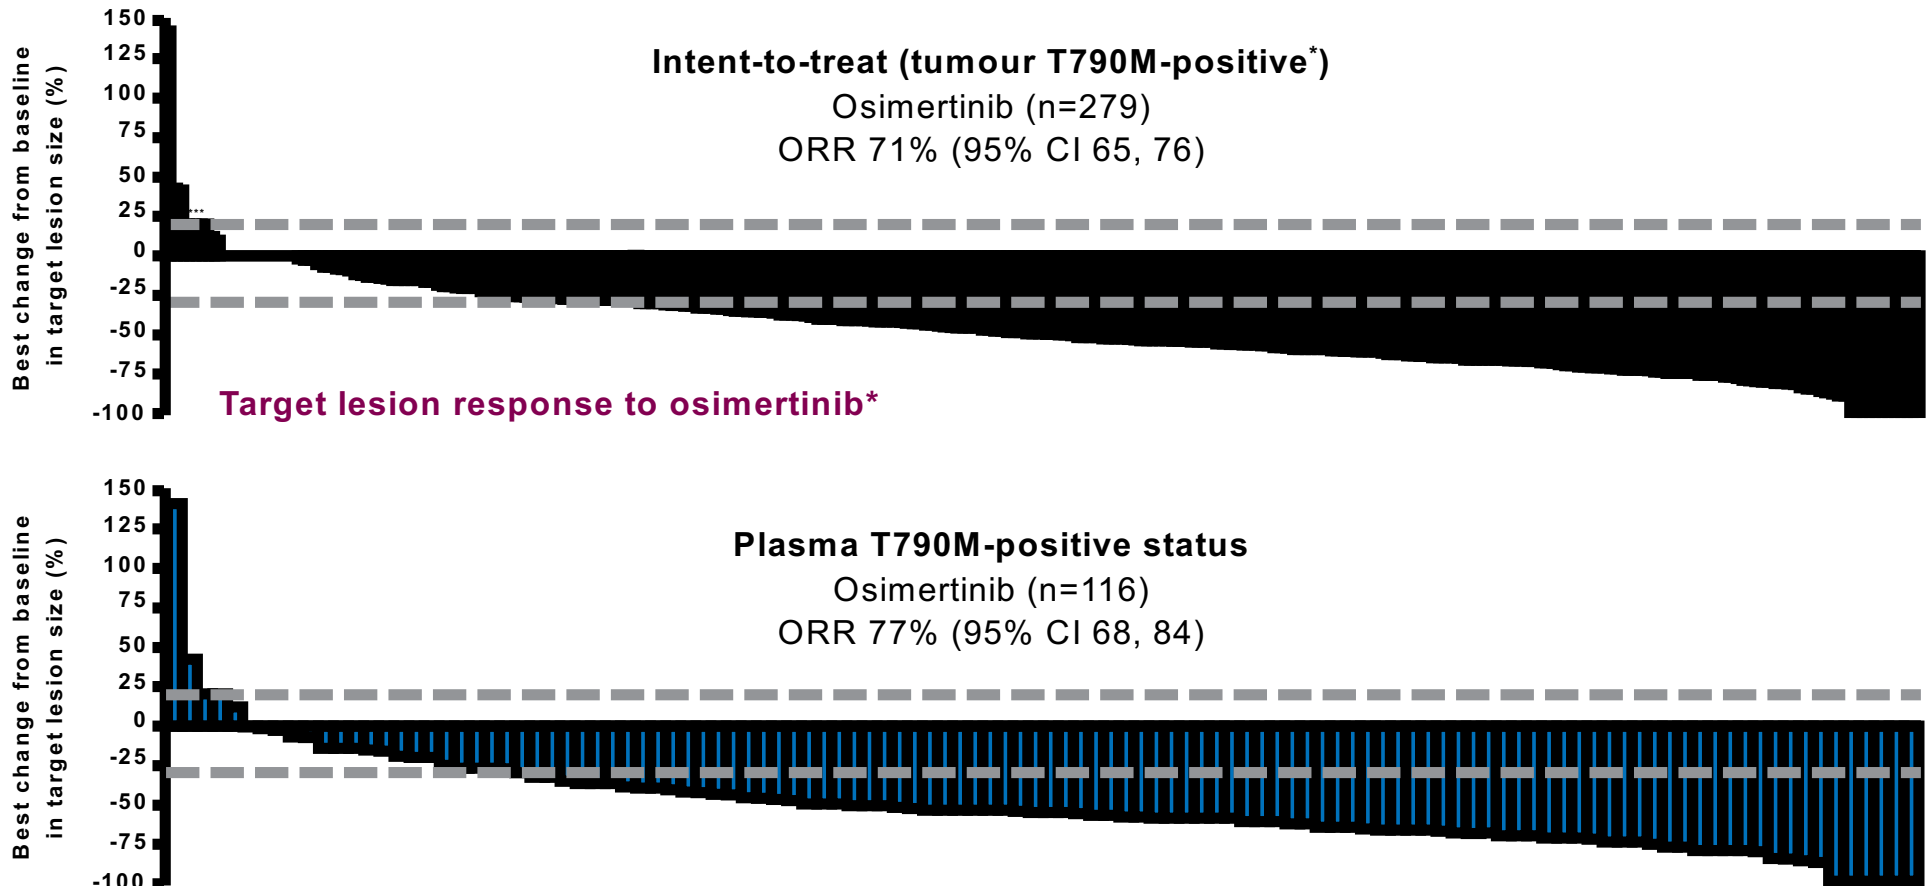 Best change from baseline
in target lesion size (%)
150
125
100
75
50
25
0
-25
-50
-75
-100
Intent-to-treat (tumour T790M-positive*)
Osimertinib (n=279)
ORR 71% (95% CI 65, 76)
***
Target lesion response to osimertinib*
Best change from baseline
in target lesion size (%)
150
125
100
75
50
25
0
-25
-50
-75
-100
Plasma T790M-positive status
Osimertinib (n=116)
ORR 77% (95% CI 68, 84)